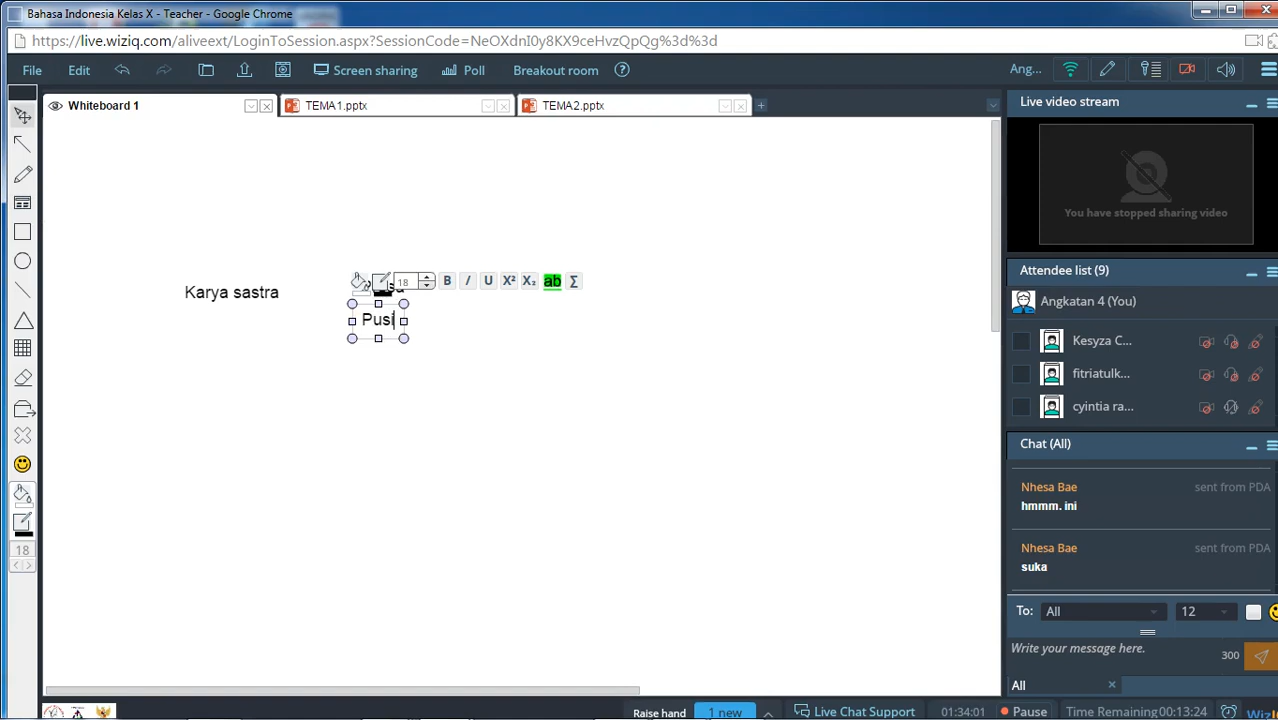 Bahasa Indonesia Kelas X - Teacher - Google Chrome
https://live.wiziq.com/aliveext/LoginToSession.aspx?SessionCode=NeOXdnI0y8KX9ceHvzQpQg%3d%3d
File Edit Screen sharing Poll Breakout room ? Ang...
Whiteboard 1 TEMA1.pptx TEMA2.pptx +
Live video stream
You have stopped sharing video
Attendee list (9)
Angkatan 4 (You)
Kesyza C...
fitriatulk...
cyintia ra...
18 B I U X² X₂ ab Σ
Karya sastra
Pusi
Chat (All)
Nhesa Bae sent from PDA
hmmm. ini
Nhesa Bae sent from PDA
suka
18
To: All 12
Write your message here. 300
All
Raise hand 1 new Live Chat Support 01:34:01 Pause Time Remaining 00:13:24